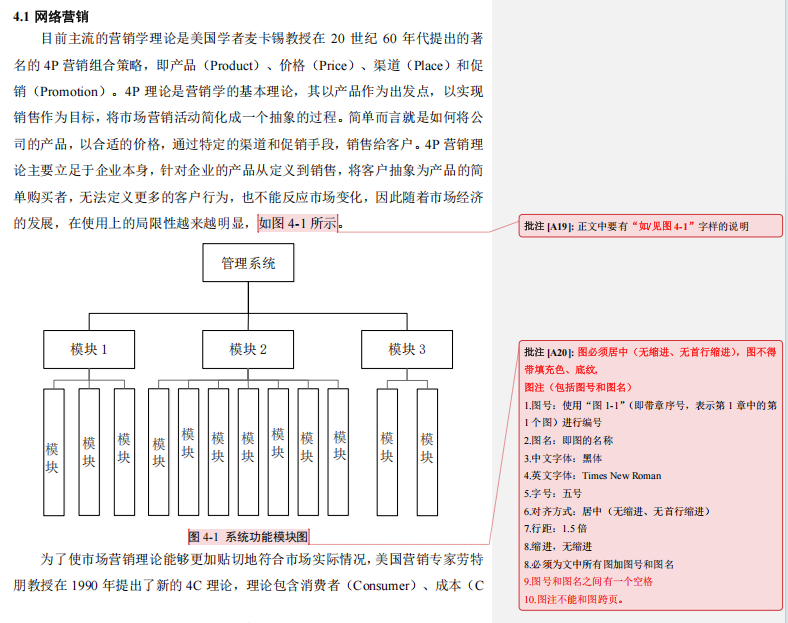 4.1 网络营销
目前主流的营销学理论是美国学者麦卡锡教授在 20 世纪 60 年代提出的著
名的 4P 营销组合策略，即产品（Product）、价格（Price）、渠道（Place）和促
销（Promotion）。4P 理论是营销学的基本理论，其以产品作为出发点，以实现
销售作为目标，将市场营销活动简化成一个抽象的过程。简单而言就是如何将公
司的产品，以合适的价格，通过特定的渠道和促销手段，销售给客户。4P 营销理
论主要立足于企业本身，针对企业的产品从定义到销售，将客户抽象为产品的简
单购买者，无法定义更多的客户行为，也不能反应市场变化，因此随着市场经济
的发展，在使用上的局限性越来越明显，如图 4-1 所示。
批注 [A19]: 正文中要有“如/见图 4-1”字样的说明
管理系统
模块 1
模块 2
模块 3
模块
模块
模块
模块
模块
模块
模块
模块
模块
模块
模块
模块
图 4-1 系统功能模块图
批注 [A20]: 图必须居中（无缩进、无首行缩进），图不得
带填充色、底纹,
图注（包括图号和图名）
1.图号：使用“图 1-1”（即带章序号，表示第 1 章中的第
1 个图）进行编号
2.图名：即图的名称
3.中文字体：黑体
4.英文字体：Times New Roman
5.字号：五号
6.对齐方式：居中（无缩进、无首行缩进）
7.行距：1.5 倍
8.缩进，无缩进
8.必须为文中所有图加图号和图名
9.图号和图名之间有一个空格
10.图注不能和图跨页。
为了使市场营销理论能够更加贴切地符合市场实际情况，美国营销专家劳特
朋教授在 1990 年提出了新的 4C 理论，理论包含消费者（Consumer）、成本（C